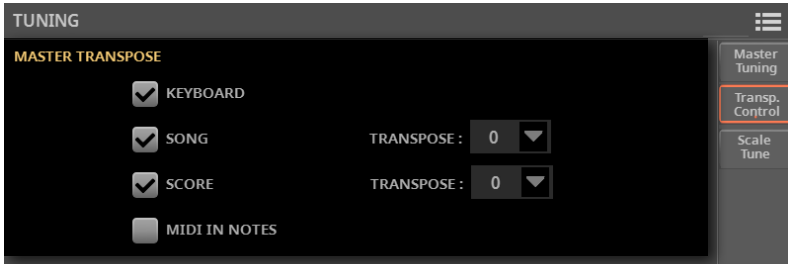 TUNING
MASTER TRANSPOSE
KEYBOARD
SONG TRANSPOSE : 0
SCORE TRANSPOSE : 0
MIDI IN NOTES
Master
Tuning
Transp.
Control
Scale
Tune